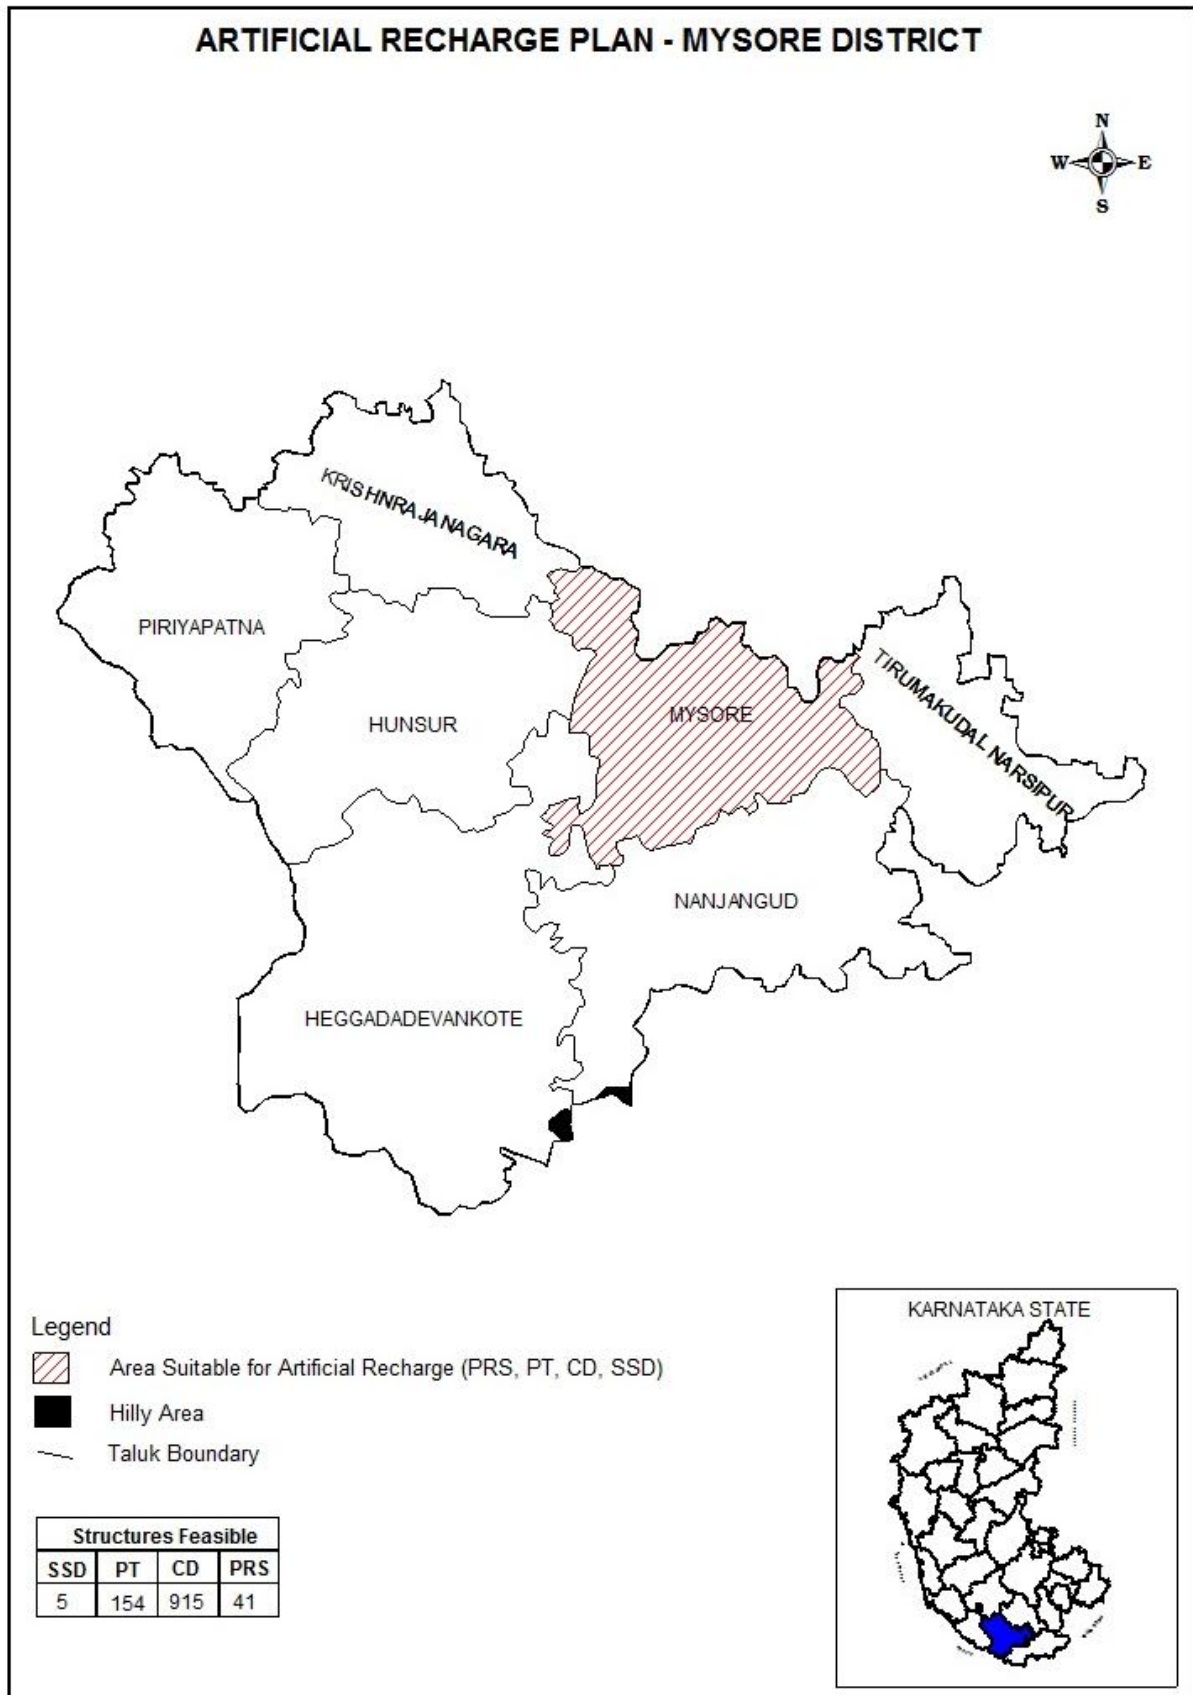 ARTIFICIAL RECHARGE PLAN - MYSORE DISTRICT
N
W E
S
KRISHNRAJANAGARA
PIRIYAPATNA
HUNSUR
MYSORE
TIRUMAKUDAL NARSIPUR
NANJANGUD
HEGGADADEVANKOTE
Legend
Area Suitable for Artificial Recharge (PRS, PT, CD, SSD)
Hilly Area
Taluk Boundary
Structures Feasible
SSD PT CD PRS
5 154 915 41
KARNATAKA STATE